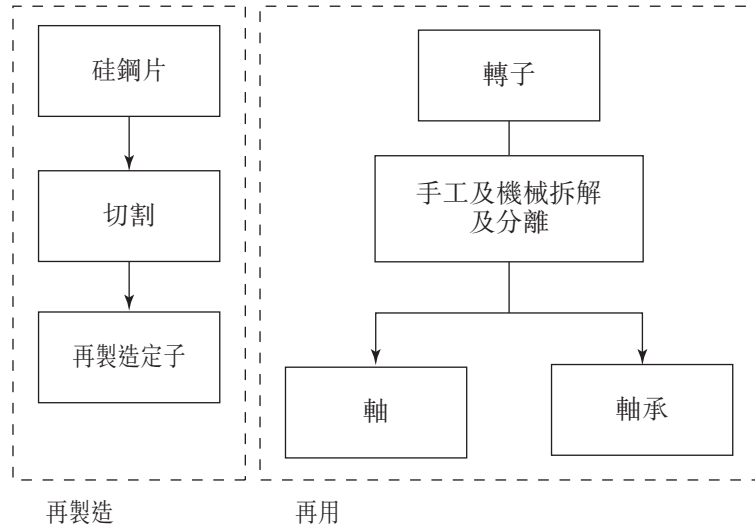 硅鋼片
切割
再製造定子
再製造
轉子
手工及機械拆解
及分離
軸
軸承
再用